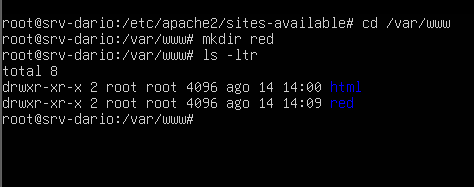 root@srv-dario:/etc/apache2/sites-available# cd /var/www
root@srv-dario:/var/www# mkdir red
root@srv-dario:/var/www# ls -ltr
total 8
drwxr-xr-x 2 root root 4096 ago 14 14:00 html
drwxr-xr-x 2 root root 4096 ago 14 14:09 red
root@srv-dario:/var/www#